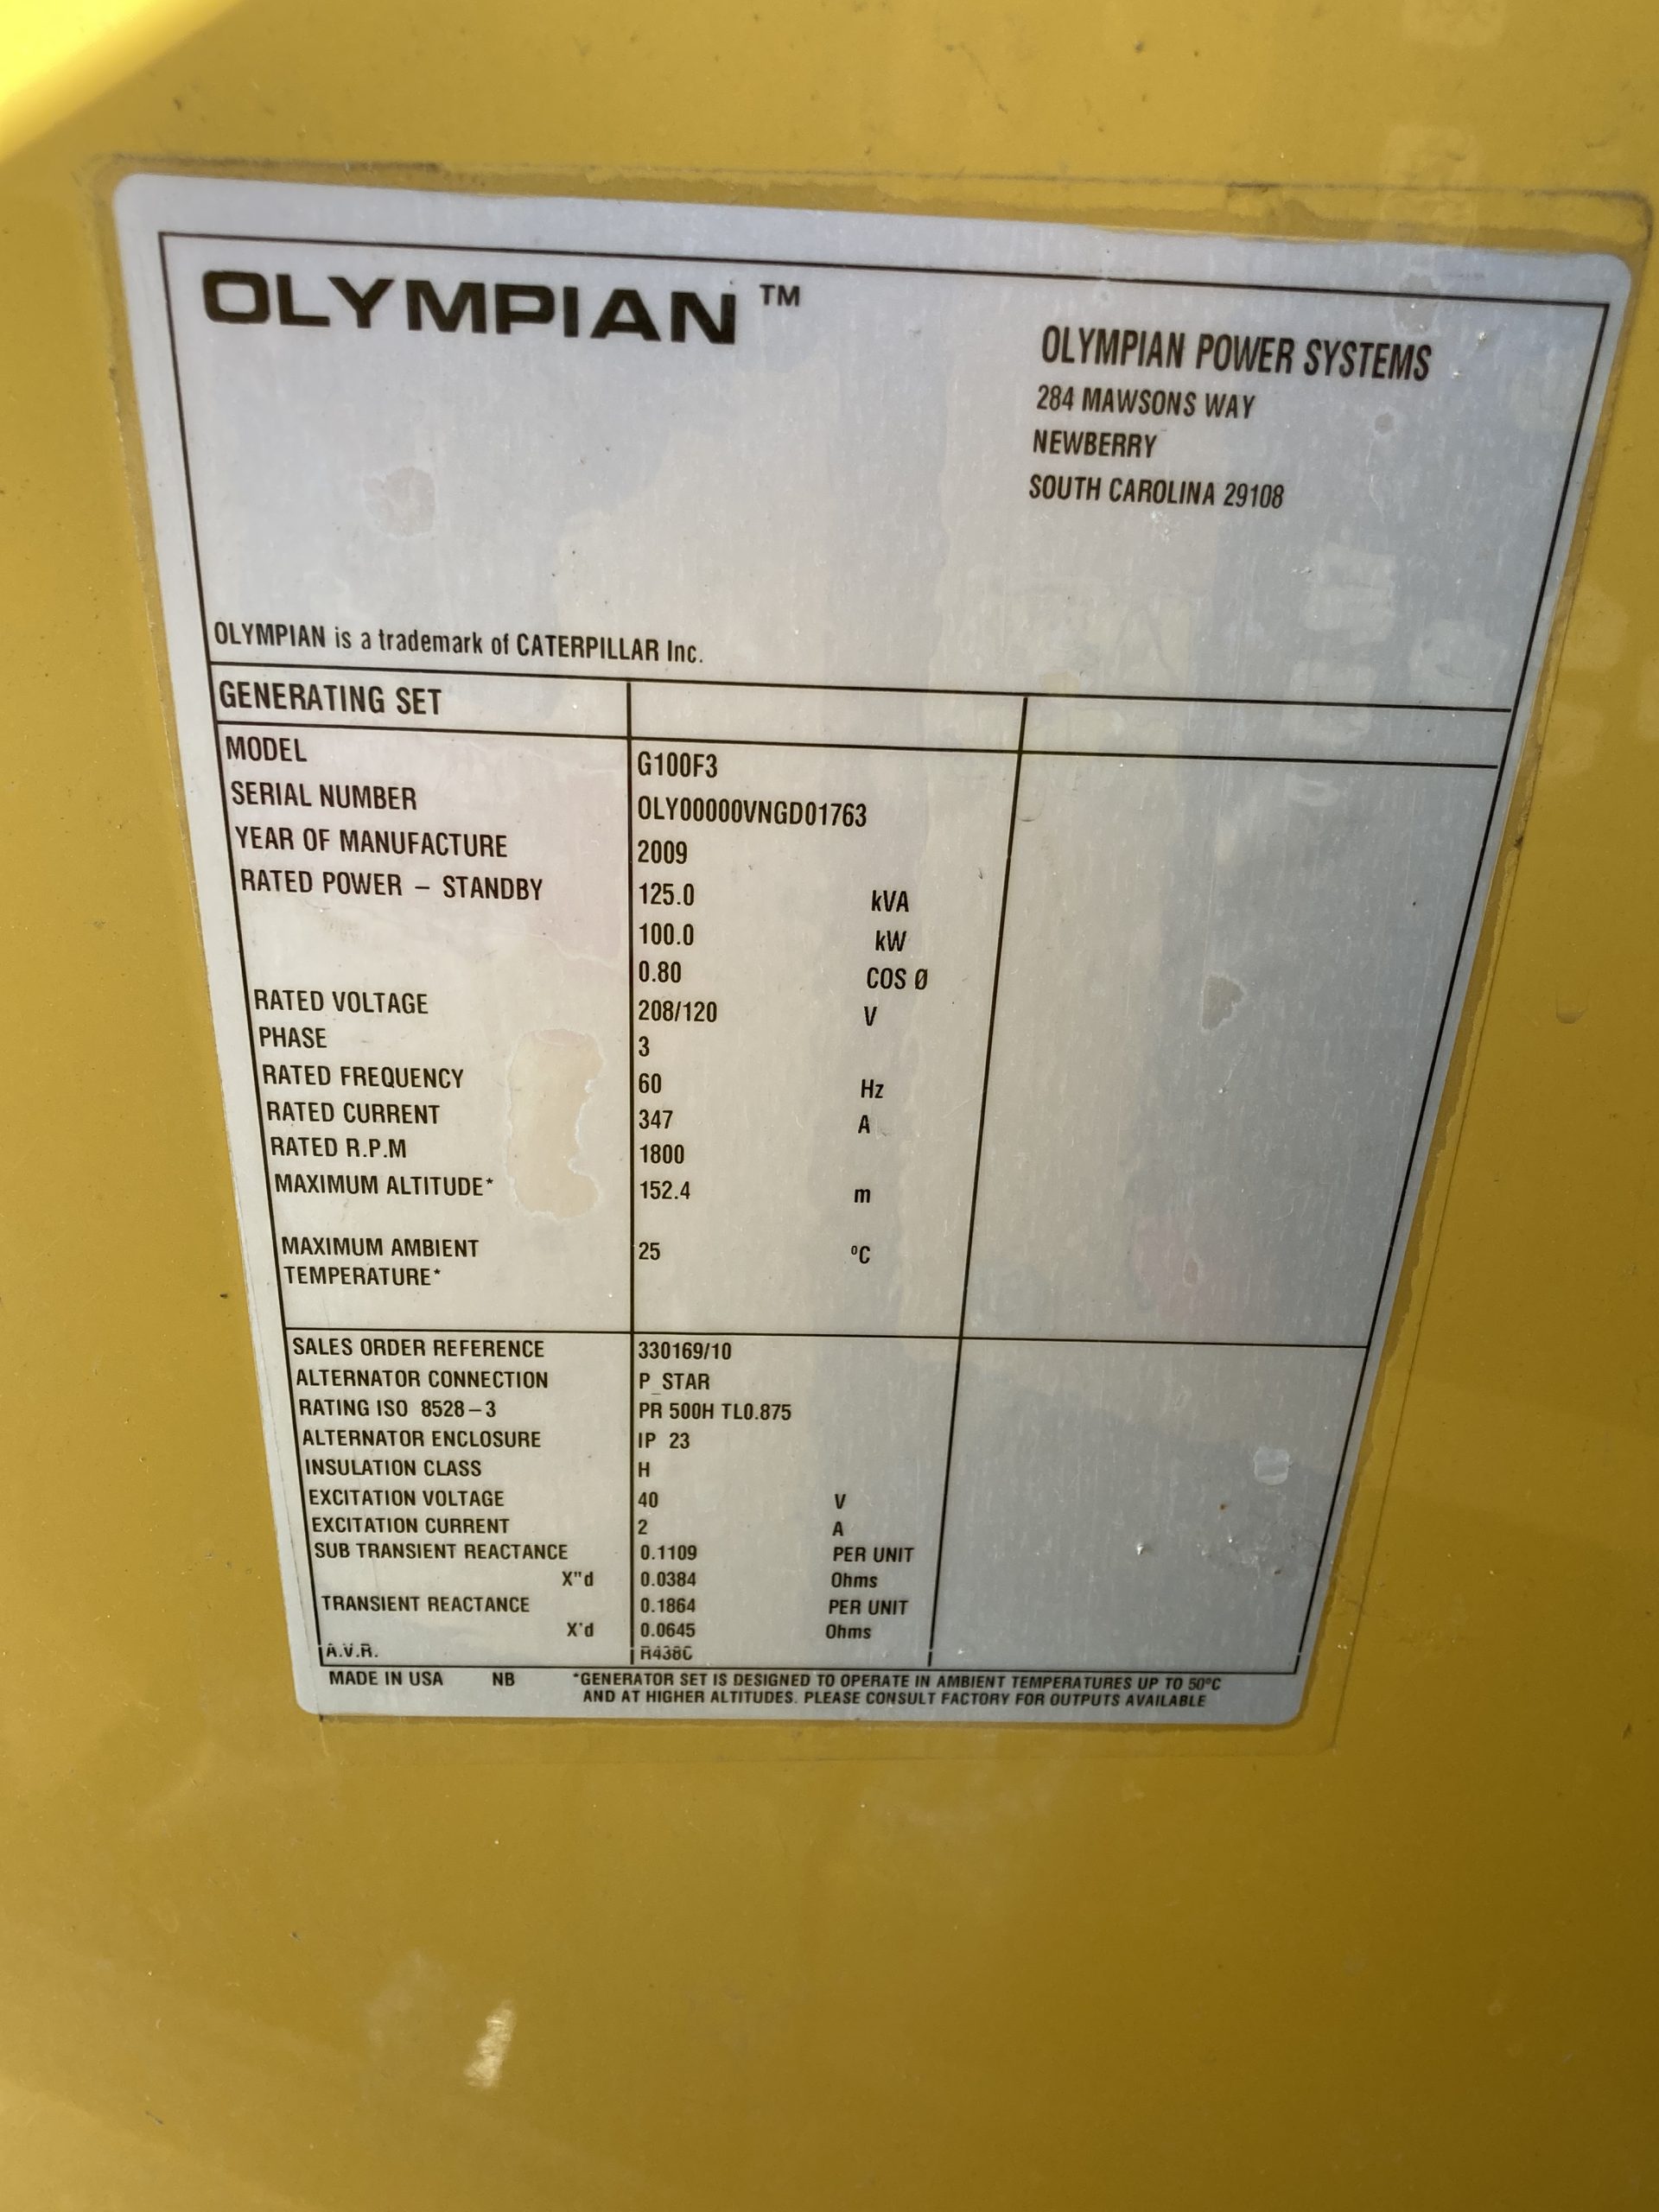 OLYMPIAN™
OLYMPIAN POWER SYSTEMS
284 MAWSONS WAY
NEWBERRY
SOUTH CAROLINA 29108
OLYMPIAN is a trademark of CATERPILLAR Inc.
GENERATING SET
MODEL G100F3
SERIAL NUMBER OLY00000VNGD01763
YEAR OF MANUFACTURE 2009
RATED POWER – STANDBY 125.0 kVA
100.0 kW
0.80 COS Ø
RATED VOLTAGE 208/120 V
PHASE 3
RATED FREQUENCY 60 Hz
RATED CURRENT 347 A
RATED R.P.M 1800
MAXIMUM ALTITUDE* 152.4 m
MAXIMUM AMBIENT 25 °C
TEMPERATURE*
SALES ORDER REFERENCE 330169/10
ALTERNATOR CONNECTION P_STAR
RATING ISO 8528–3 PR 500H TL0.875
ALTERNATOR ENCLOSURE IP 23
INSULATION CLASS H
EXCITATION VOLTAGE 40 V
EXCITATION CURRENT 2 A
SUB TRANSIENT REACTANCE 0.1109 PER UNIT
X"d 0.0384 Ohms
TRANSIENT REACTANCE 0.1864 PER UNIT
X'd 0.0645 Ohms
A.V.R. R438C
MADE IN USA NB *GENERATOR SET IS DESIGNED TO OPERATE IN AMBIENT TEMPERATURES UP TO 50°C
AND AT HIGHER ALTITUDES. PLEASE CONSULT FACTORY FOR OUTPUTS AVAILABLE